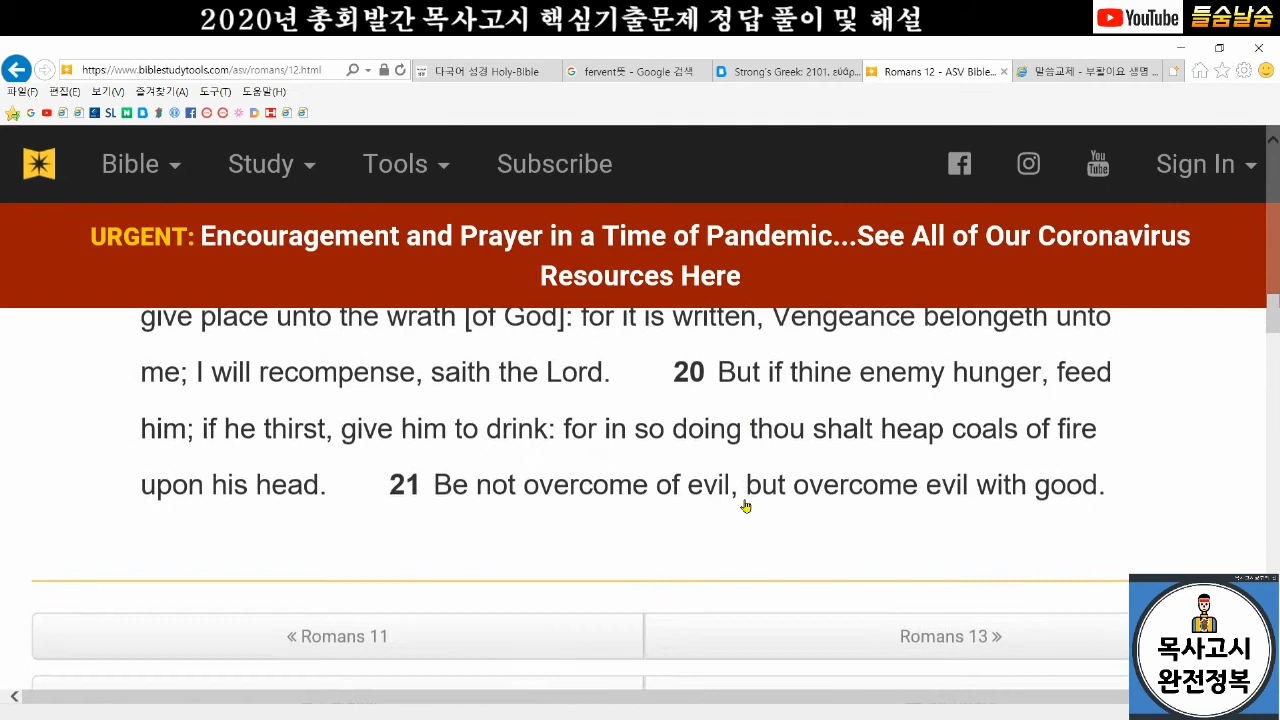 2020년 총회발간 목사고시 핵심기출문제 정답 풀이 및 해설
YouTube 들숨날숨
https://www.biblestudytools.com/asv/romans/12.html
다국어 성경 Holy-Bible
fervent뜻 - Google 검색
Strong's Greek: 2101. εὐάρ...
Romans 12 - ASV Bible...
말씀교제 - 부활이요 생명 ...
파일(F) 편집(E) 보기(V) 즐겨찾기(A) 도구(T) 도움말(H)
Bible Study Tools Subscribe You Tube Sign In
URGENT: Encouragement and Prayer in a Time of Pandemic...See All of Our Coronavirus
Resources Here
give place unto the wrath [of God]: for it is written, Vengeance belongeth unto
me; I will recompense, saith the Lord. 20 But if thine enemy hunger, feed
him; if he thirst, give him to drink: for in so doing thou shalt heap coals of fire
upon his head. 21 Be not overcome of evil, but overcome evil with good.
« Romans 11
Romans 13 »
목사고시
완전정복